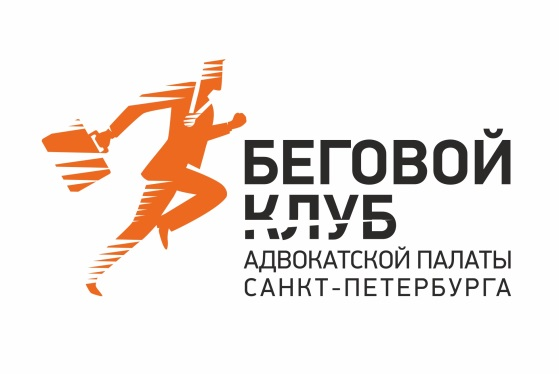 БЕГОВОЙ
КЛУБ
АДВОКАТСКОЙ ПАЛАТЫ
САНКТ-ПЕТЕРБУРГА